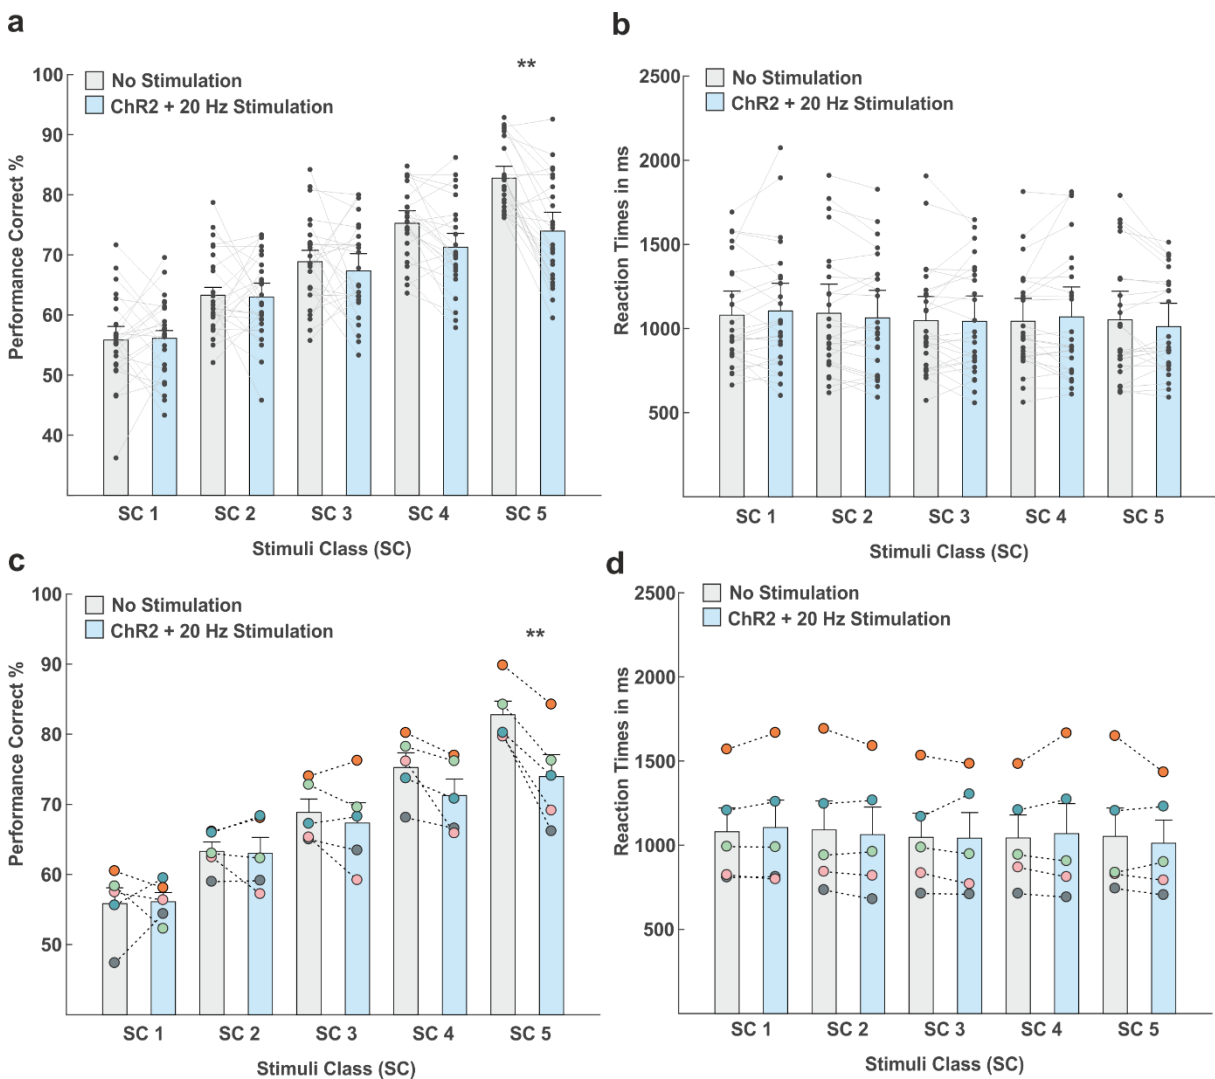 a
No Stimulation
ChR2 + 20 Hz Stimulation
**
100
90
80
70
60
50
40
Performance Correct %
SC 1 SC 2 SC 3 SC 4 SC 5
Stimuli Class (SC)
b
No Stimulation
ChR2 + 20 Hz Stimulation
2500
2000
1500
1000
500
Reaction Times in ms
SC 1 SC 2 SC 3 SC 4 SC 5
Stimuli Class (SC)
c
No Stimulation
ChR2 + 20 Hz Stimulation
**
100
90
80
70
60
50
Performance Correct %
SC 1 SC 2 SC 3 SC 4 SC 5
Stimuli Class (SC)
d
No Stimulation
ChR2 + 20 Hz Stimulation
2500
2000
1500
1000
500
Reaction Times in ms
SC 1 SC 2 SC 3 SC 4 SC 5
Stimuli Class (SC)